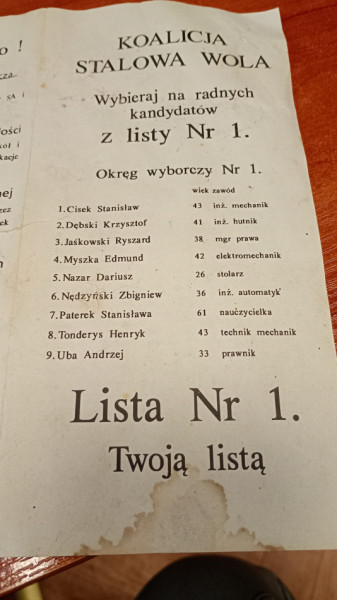 o !
KOALICJA
STALOWA WOLA
Wybieraj na radnych
kandydatów
z listy Nr 1.
Okręg wyborczy Nr 1.
wiek zawód
1. Cisek Stanisław 43 inż. mechanik
2. Dębski Krzysztof 41 inż. hutnik
3. Jaśkowski Ryszard 38 mgr prawa
4. Myszka Edmund 42 elektromechanik
5. Nazar Dariusz 26 stolarz
6. Nędzyński Zbigniew 36 inż. automatyk
7. Paterek Stanisława 61 nauczycielka
8. Tonderys Henryk 43 technik mechanik
9. Uba Andrzej 33 prawnik
Lista Nr 1.
Twoją listą